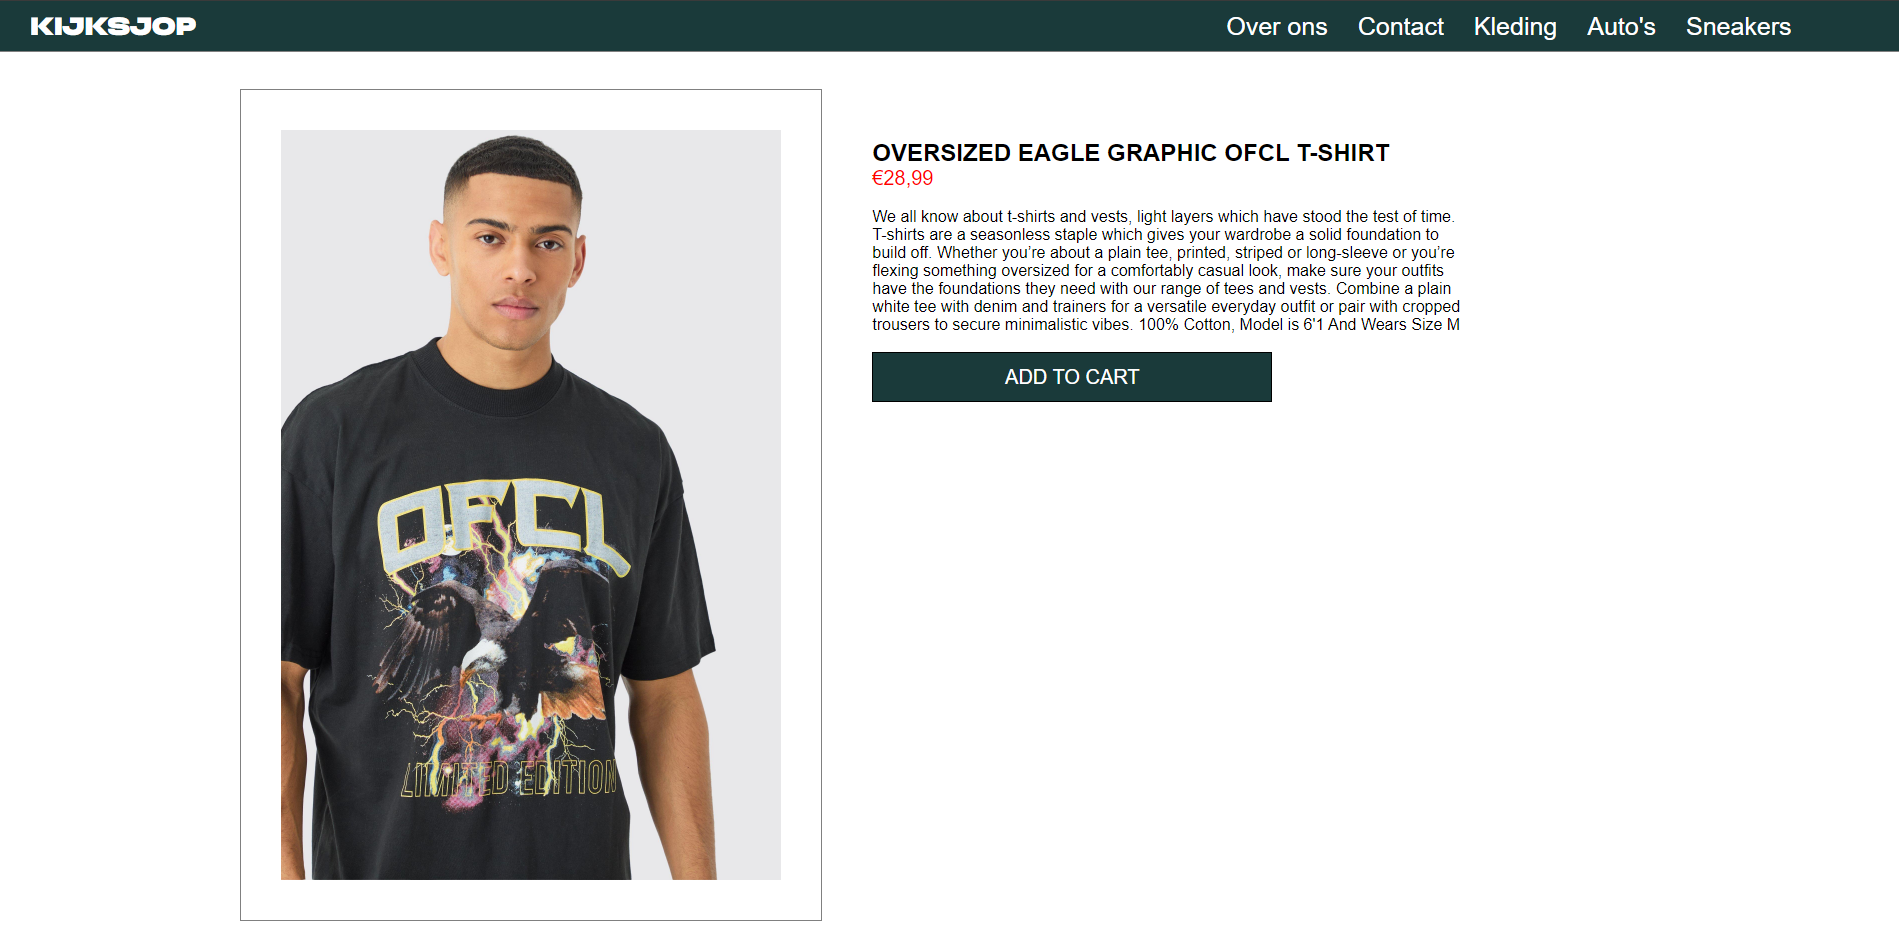 KIJKSJOP
Over ons Contact Kleding Auto's Sneakers
OVERSIZED EAGLE GRAPHIC OFCL T-SHIRT
€28,99
We all know about t-shirts and vests, light layers which have stood the test of time.
T-shirts are a seasonless staple which gives your wardrobe a solid foundation to
build off. Whether you’re about a plain tee, printed, striped or long-sleeve or you’re
flexing something oversized for a comfortably casual look, make sure your outfits
have the foundations they need with our range of tees and vests. Combine a plain
white tee with denim and trainers for a versatile everyday outfit or pair with cropped
trousers to secure minimalistic vibes. 100% Cotton, Model is 6'1 And Wears Size M
ADD TO CART
OFCL
LIMITED EDITION